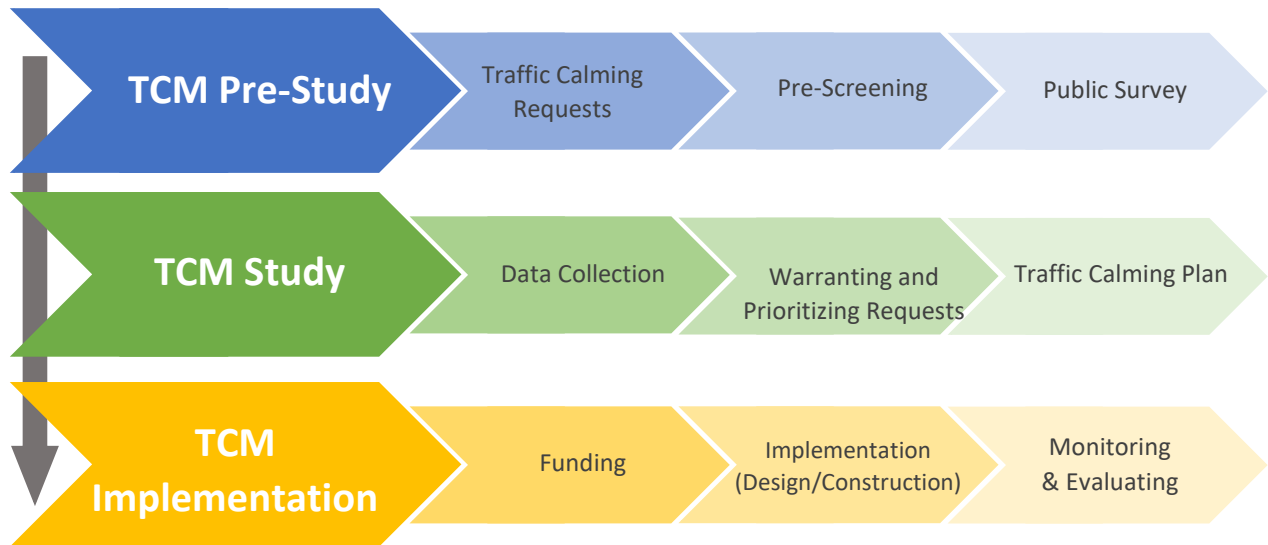 TCM Pre-Study
Traffic Calming
Requests
Pre-Screening
Public Survey
TCM Study
Data Collection
Warranting and
Prioritizing Requests
Traffic Calming Plan
TCM
Implementation
Funding
Implementation
(Design/Construction)
Monitoring
& Evaluating